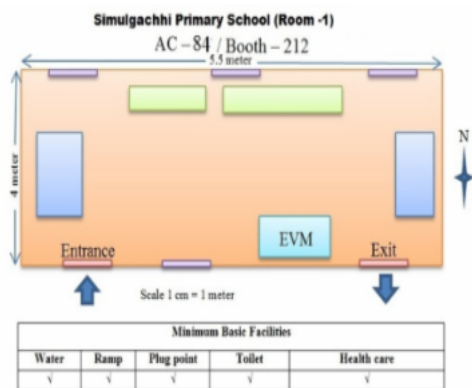 Simulgachhi Primary School (Room -1)
AC – 84 / Booth – 212
5.5 meter
4 meter
N
EVM
Entrance
Exit
Scale 1 cm = 1 meter
Minimum Basic Facilities
Water Ramp Plug point Toilet Health care
√ √ √ √ √